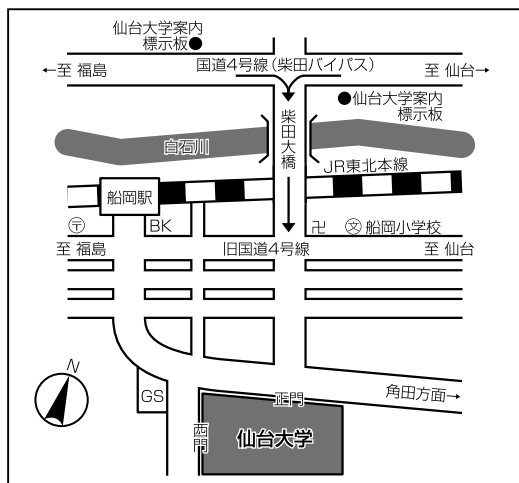 仙台大学案内
標示板●
国道4号線(柴田バイパス)
←至 福島
至 仙台→
●仙台大学案内
標示板
柴田大橋
白石川
JR東北本線
船岡駅
〒
BK
卍
文 船岡小学校
至 福島
旧国道4号線
至 仙台
N
GS
角田方面→
正門
西門
仙台大学